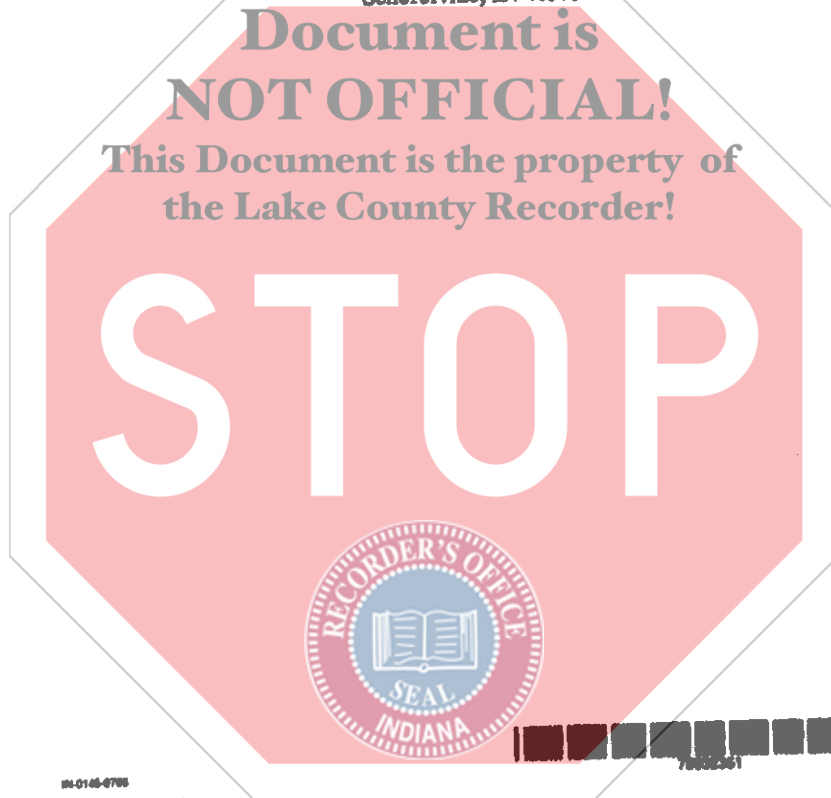 Document is
NOT OFFICIAL!
This Document is the property of
the Lake County Recorder!
STOP
RECORDER'S OFFICE
SEAL
INDIANA